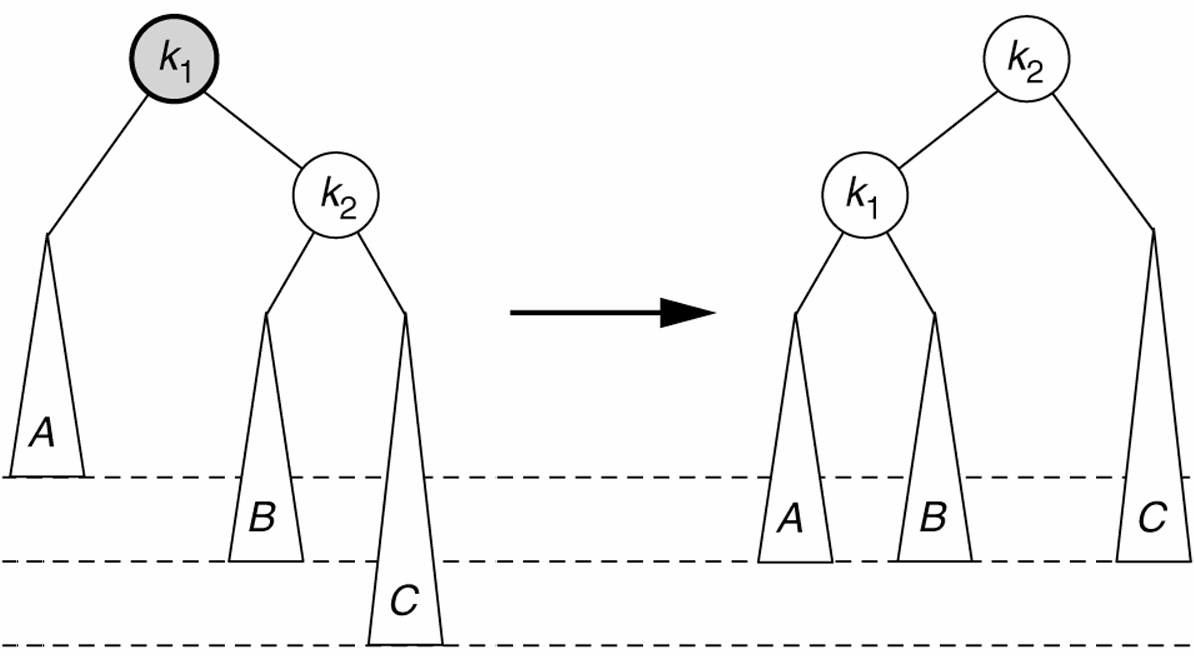 k₁ k₂
k₂ k₁
A
B A B C
C